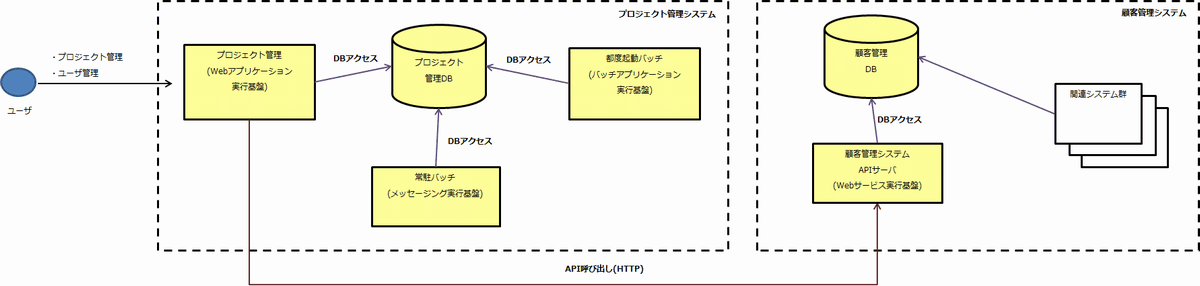 プロジェクト管理システム
顧客管理システム
・プロジェクト管理
・ユーザ管理
ユーザ
プロジェクト管理
(Webアプリケーション
実行基盤)
DBアクセス
プロジェクト
管理DB
DBアクセス
都度起動バッチ
(バッチアプリケーション
実行基盤)
DBアクセス
常駐バッチ
(メッセージング実行基盤)
顧客管理
DB
関連システム群
DBアクセス
顧客管理システム
APIサーバ
(Webサービス実行基盤)
API呼び出し(HTTP)